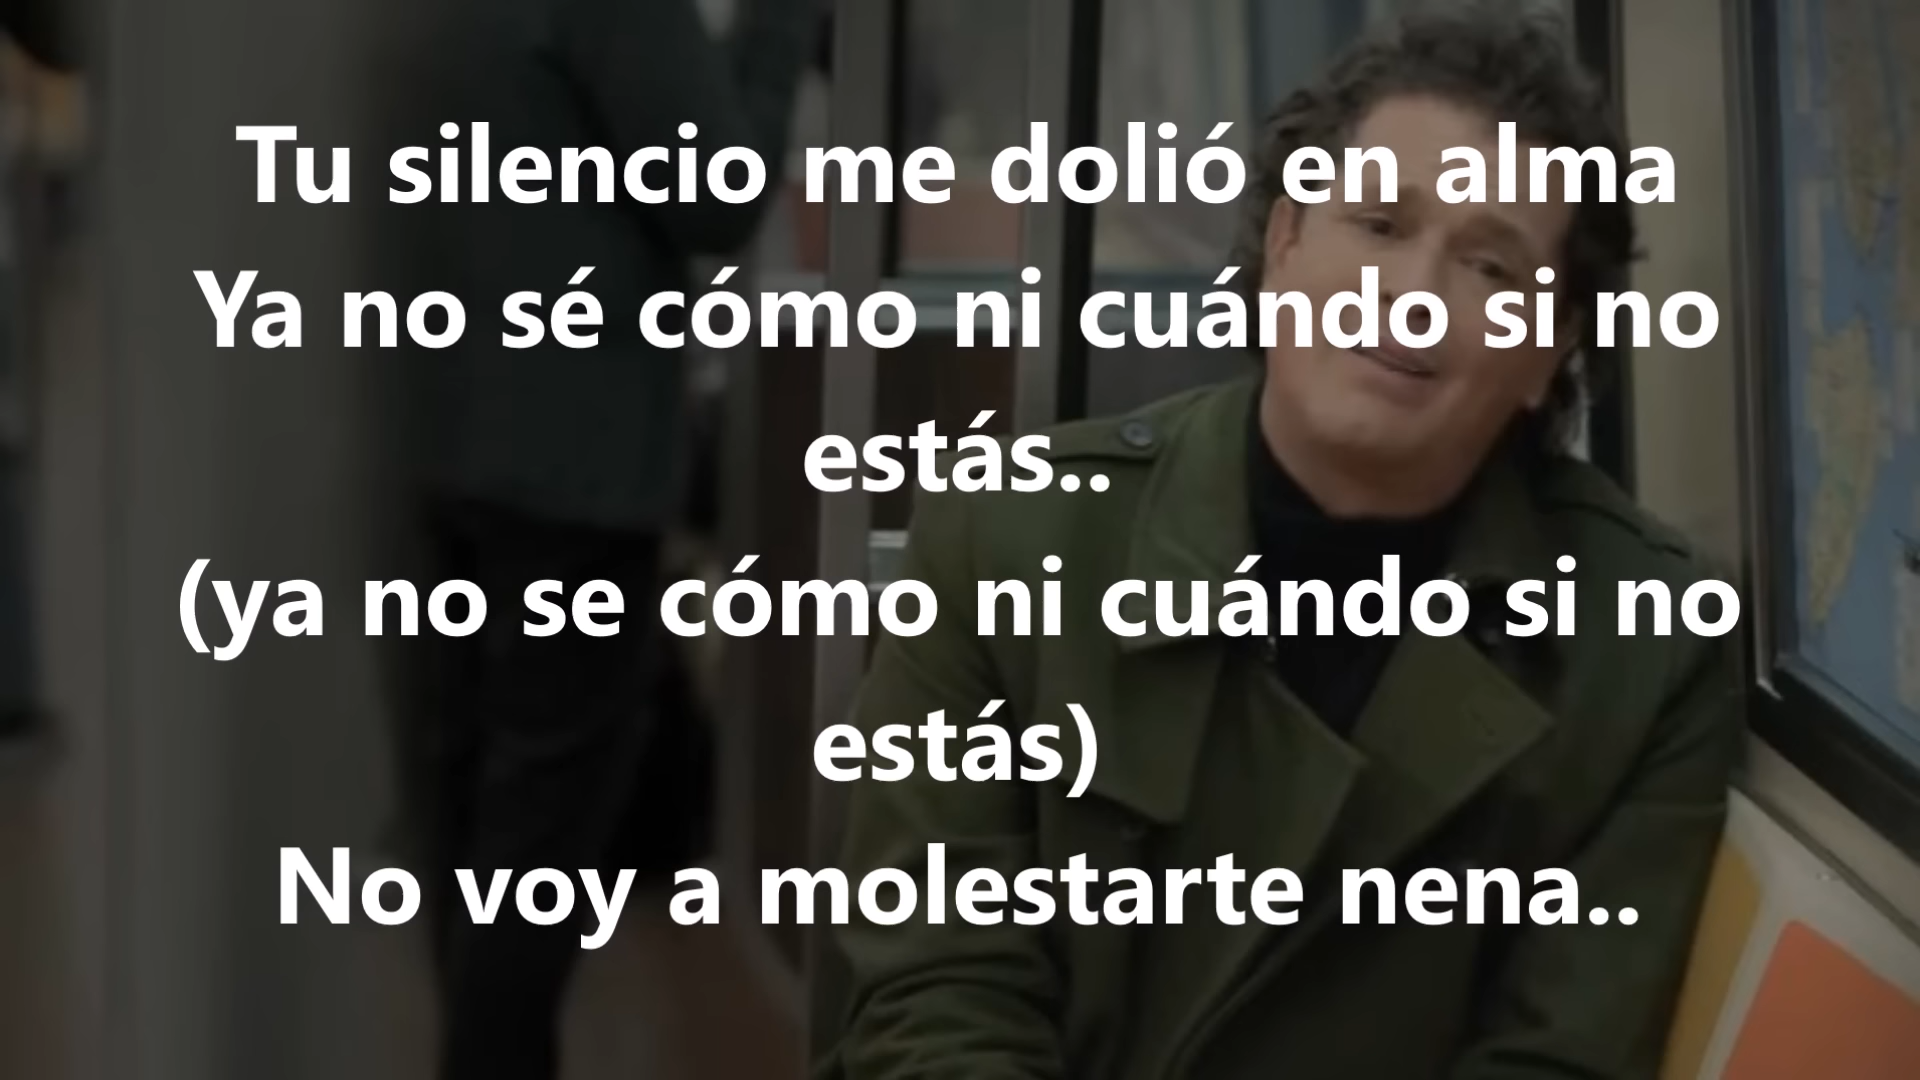 Tu silencio me dolió en alma
Ya no sé cómo ni cuándo si no
estás..
(ya no se cómo ni cuándo si no
estás)
No voy a molestarte nena..